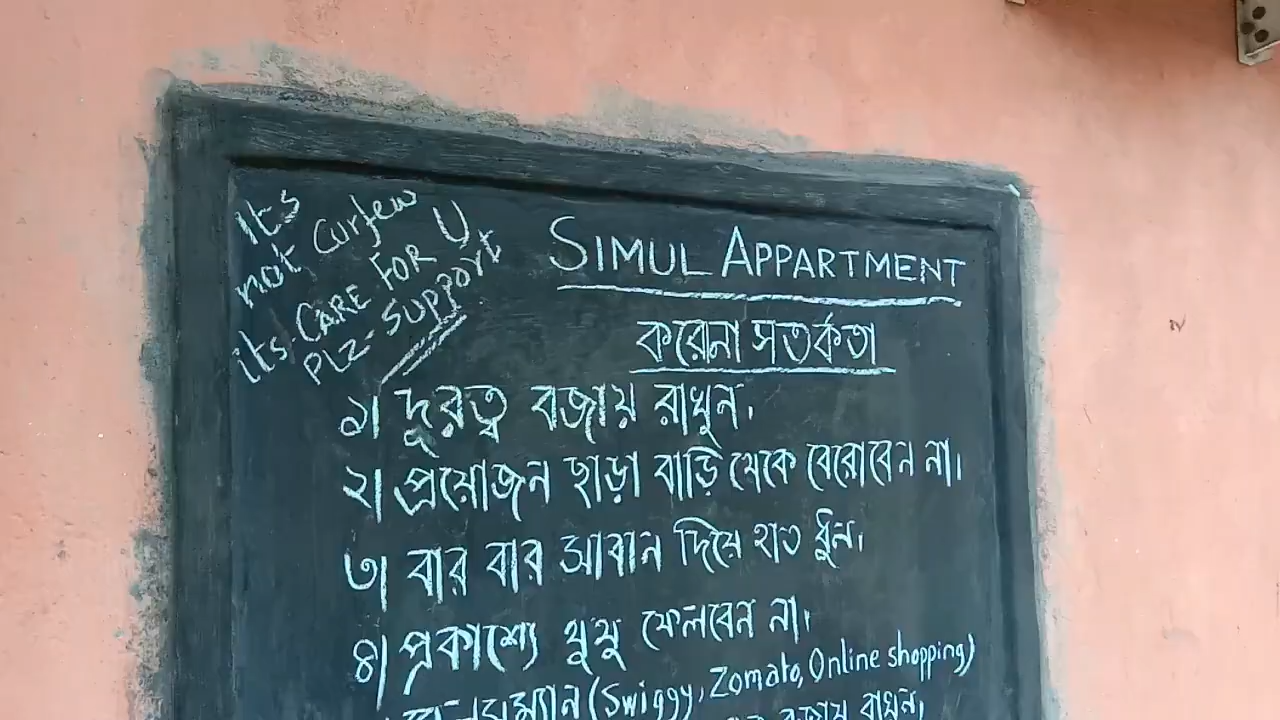 Its
not Curfew
its CARE FOR U,
Plz- Support
SIMUL APPARTMENT
করোনা সতর্কতা
১। দূরত্ব বজায় রাখুন।
২। প্রয়োজন ছাড়া বাড়ি থেকে বেরোবেন না।
৩। বার বার সাবান দিয়ে হাত ধুন।
৪। প্রকাশ্যে থুথু ফেলবেন না।
(Swiggy, Zomato, Online shopping)
বজায় রাখুন।